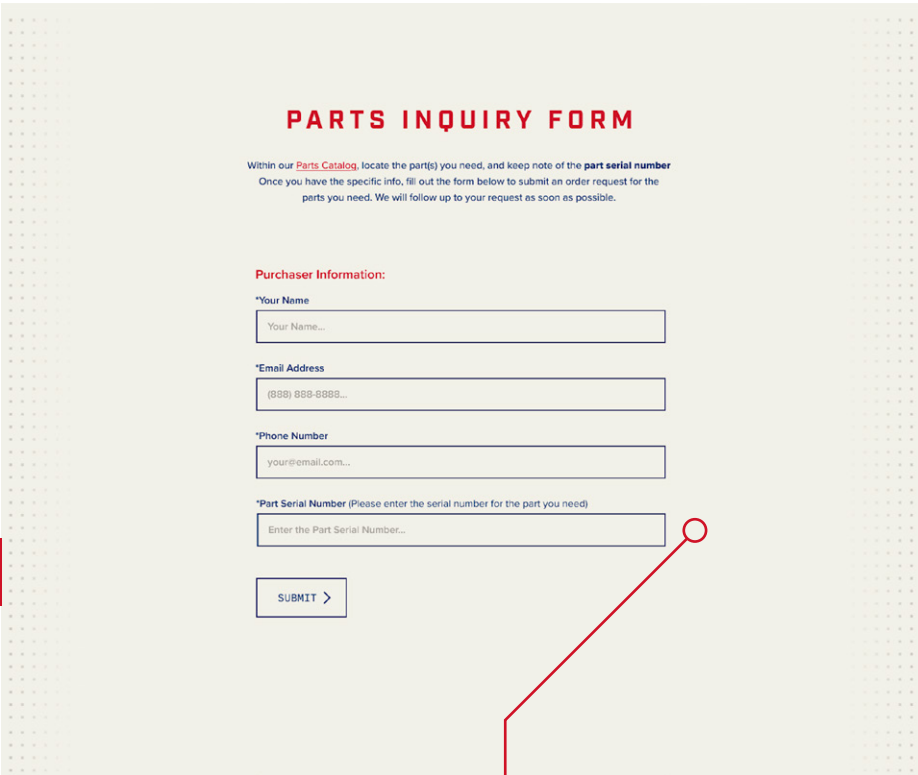 PARTS INQUIRY FORM
Within our Parts Catalog, locate the part(s) you need, and keep note of the part serial number
Once you have the specific info, fill out the form below to submit an order request for the
parts you need. We will follow up to your request as soon as possible.
Purchaser Information:
*Your Name
Your Name...
*Email Address
(888) 888-8888...
*Phone Number
your@email.com...
*Part Serial Number (Please enter the serial number for the part you need)
Enter the Part Serial Number...
SUBMIT